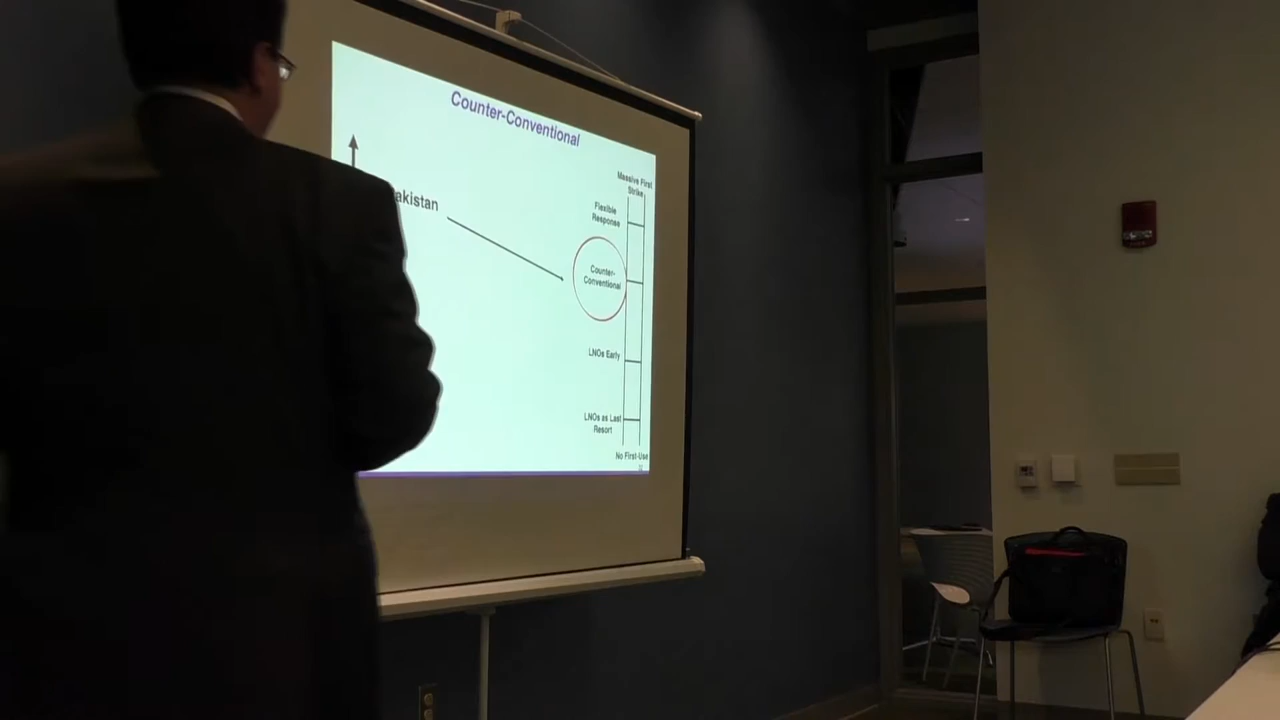 Counter-Conventional
akistan
Massive First
Strike
Flexible
Response
Counter-
Conventional
LNOs Early
LNOs as Last
Resort
No First-Use